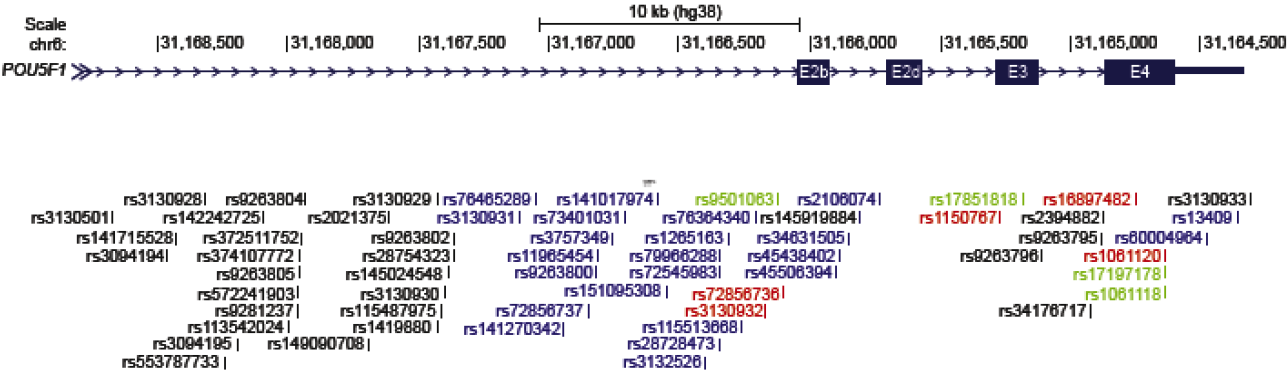 10 kb (hg38)
Scale
chr6: |31,168,500 |31,168,000 |31,167,500 |31,167,000 |31,166,500 |31,166,000 |31,165,500 |31,165,000 |31,164,500
POU5F1 E2b E2d E3 E4
rs3130928| rs9263804| rs3130929| rs76465289| rs141017974| rs9501063| rs2106074| rs17851818| rs16897482| rs3130933|
rs3130501| rs142242725| rs2021375| rs3130931| rs73401031| rs76364340| rs145919884| rs1150767| rs2394882| rs13409|
rs141715528| rs372511752| rs9263802| rs3757349| rs1265163| rs34631505| rs9263795| rs60004964|
rs3094194| rs374107772| rs28754323| rs11965454| rs79966288| rs45438402| rs9263796| rs1061120|
rs9263805| rs145024548| rs9263800| rs72545983| rs45506394| rs17197178|
rs572241903| rs3130930| rs151095308| rs72856736| rs1061118|
rs9281237| rs115487975| rs72856737| rs3130932| rs34176717|
rs113542024| rs1419880| rs141270342| rs115513668|
rs3094195| rs149090708| rs28728473|
rs553787733| rs3132526|